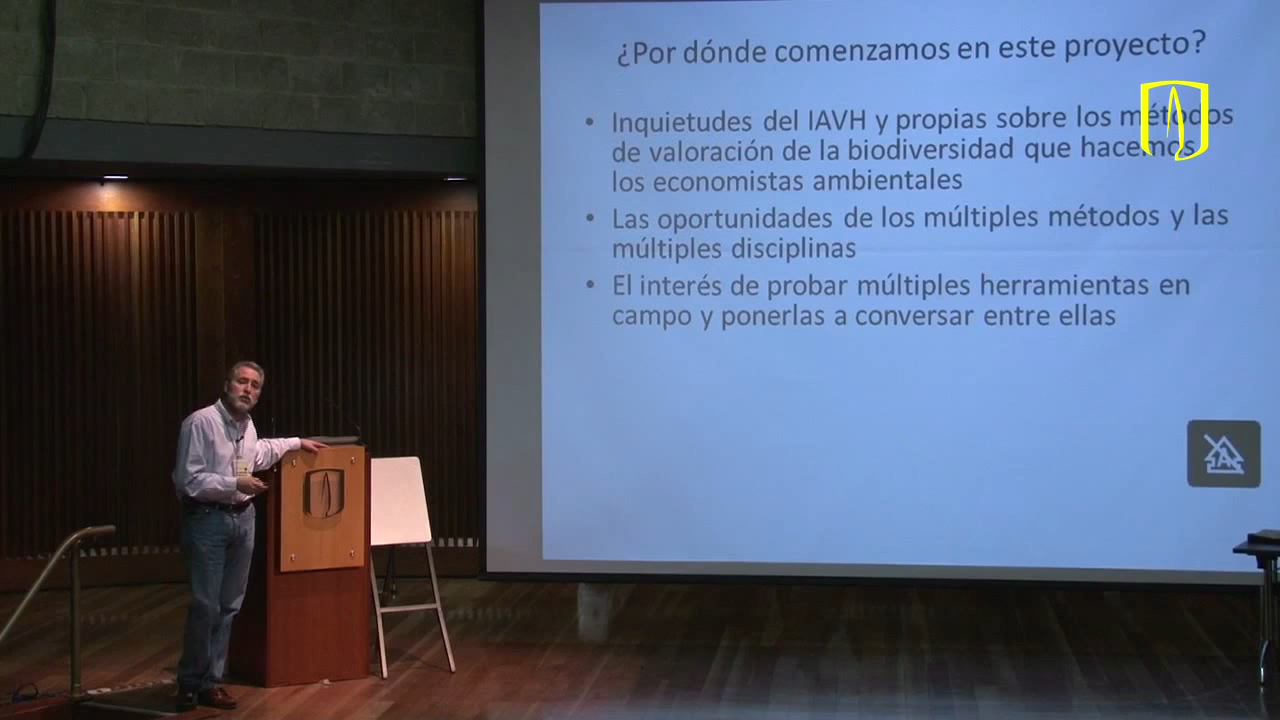 ¿Por dónde comenzamos en este proyecto?
• Inquietudes del IAVH y propias sobre los métodos
de valoración de la biodiversidad que hacemos
los economistas ambientales
• Las oportunidades de los múltiples métodos y las
múltiples disciplinas
• El interés de probar múltiples herramientas en
campo y ponerlas a conversar entre ellas